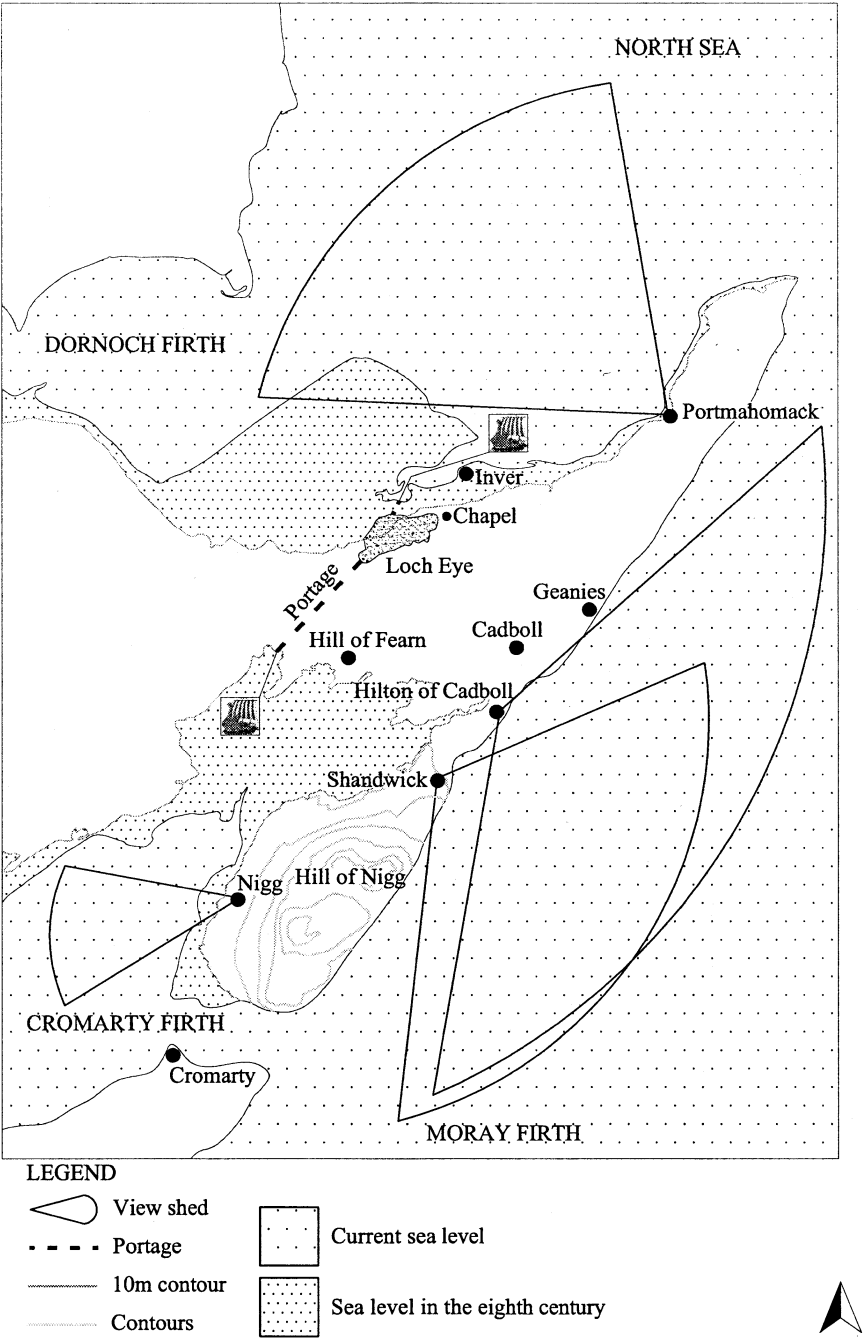 NORTH SEA
DORNOCH FIRTH
Portmahomack
Inver
Chapel
Loch Eye
Portage
Geanies
Cadboll
Hill of Fearn
Hilton of Cadboll
Shandwick
Hill of Nigg
Nigg
CROMARTY FIRTH
Cromarty
MORAY FIRTH
LEGEND
View shed
Portage
10m contour
Contours
Current sea level
Sea level in the eighth century